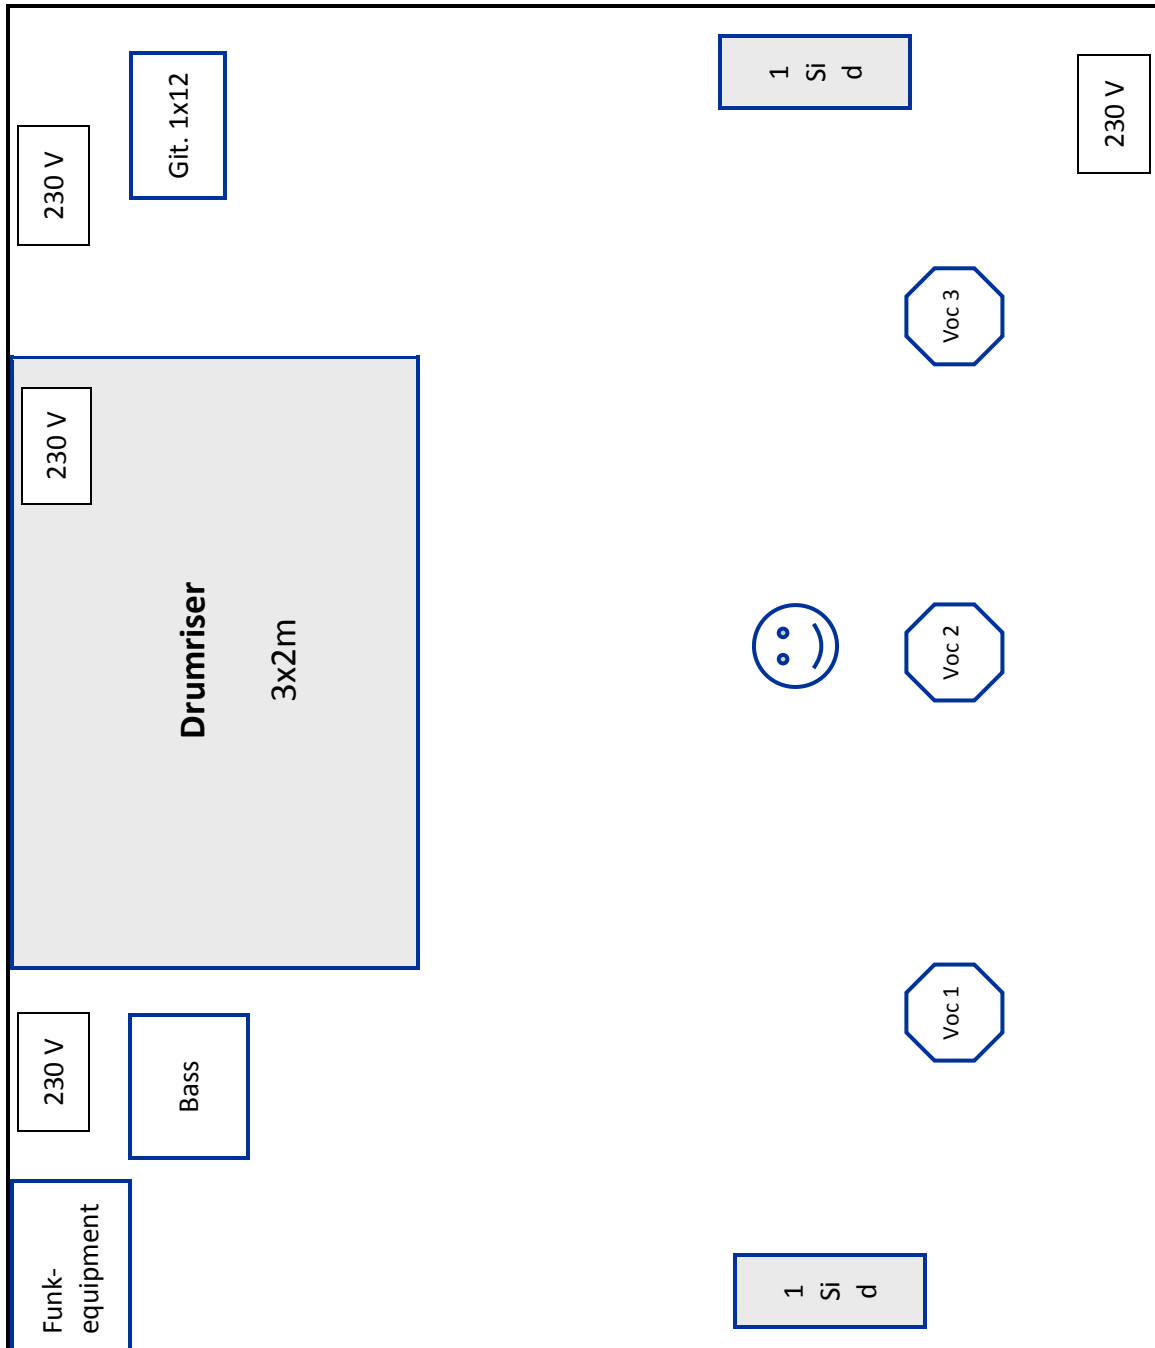 Funk-
equipment
230 V
Bass
230 V
Drumriser
3x2m
230 V
Git. 1x12
1
Si
d
1
Si
d
Voc 1
Voc 2
Voc 3
230 V